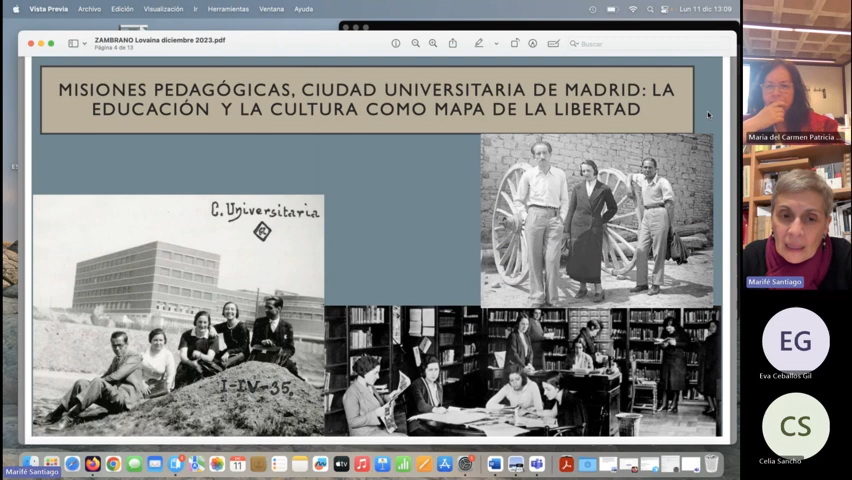 Vista Previa Archivo Edición Visualización Ir Herramientas Ventana Ayuda
Lun 11 dic 13:09
ZAMBRANO Lovaina diciembre 2023.pdf
Página 4 de 13
Buscar
MISIONES PEDAGÓGICAS, CIUDAD UNIVERSITARIA DE MADRID: LA
EDUCACIÓN Y LA CULTURA COMO MAPA DE LA LIBERTAD
C. Universitaria
I-IV-35.
Maria del Carmen Patricia ...
Marifé Santiago
EG
Eva Ceballos Gil
CS
Celia Sancho
Marifé Santiago